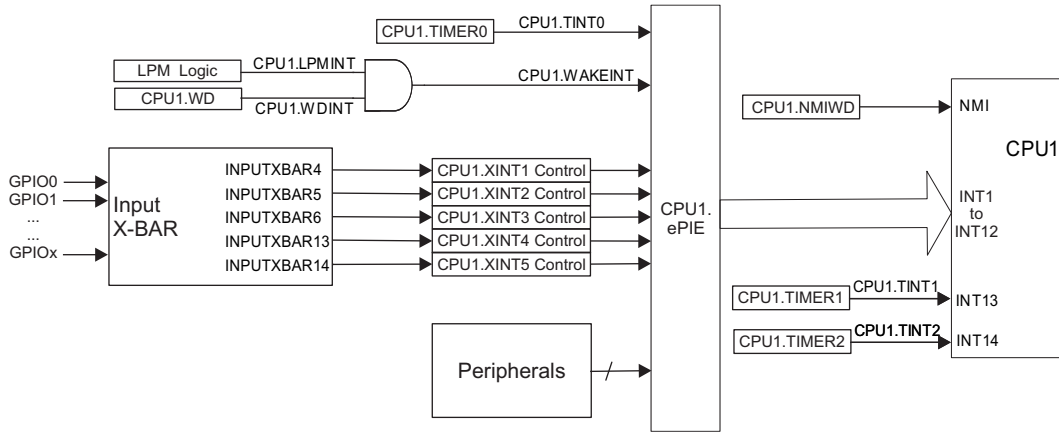 CPU1.TIMER0
CPU1.TINT0
LPM Logic
CPU1.LPMINT
CPU1.WD
CPU1.WDINT
CPU1.WAKEINT
GPIO0
GPIO1
...
...
GPIOx
Input
X-BAR
INPUTXBAR4
INPUTXBAR5
INPUTXBAR6
INPUTXBAR13
INPUTXBAR14
CPU1.XINT1 Control
CPU1.XINT2 Control
CPU1.XINT3 Control
CPU1.XINT4 Control
CPU1.XINT5 Control
Peripherals
CPU1.
ePIE
CPU1.NMIWD
NMI
CPU1
INT1
to
INT12
CPU1.TIMER1
CPU1.TINT1
INT13
CPU1.TIMER2
CPU1.TINT2
INT14